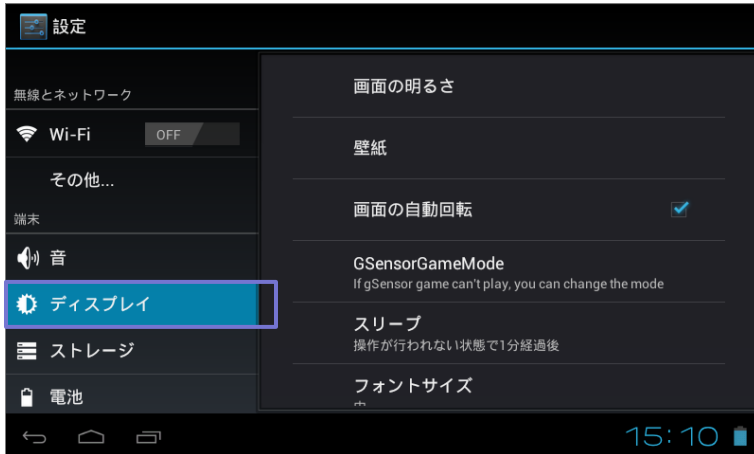 設定
無線とネットワーク
Wi-Fi
OFF
その他...
端末
音
ディスプレイ
ストレージ
電池
画面の明るさ
壁紙
画面の自動回転
GSensorGameMode
If gSensor game can't play, you can change the mode
スリープ
操作が行われない状態で1分経過後
フォントサイズ
15:10